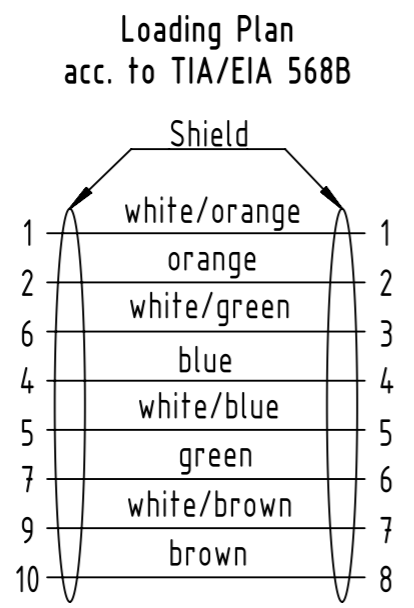 Loading Plan
acc. to TIA/EIA 568B
Shield
white/orange
1 1
orange
2 2
white/green
6 3
blue
4 4
white/blue
5 5
green
7 6
white/brown
9 7
brown
10 8